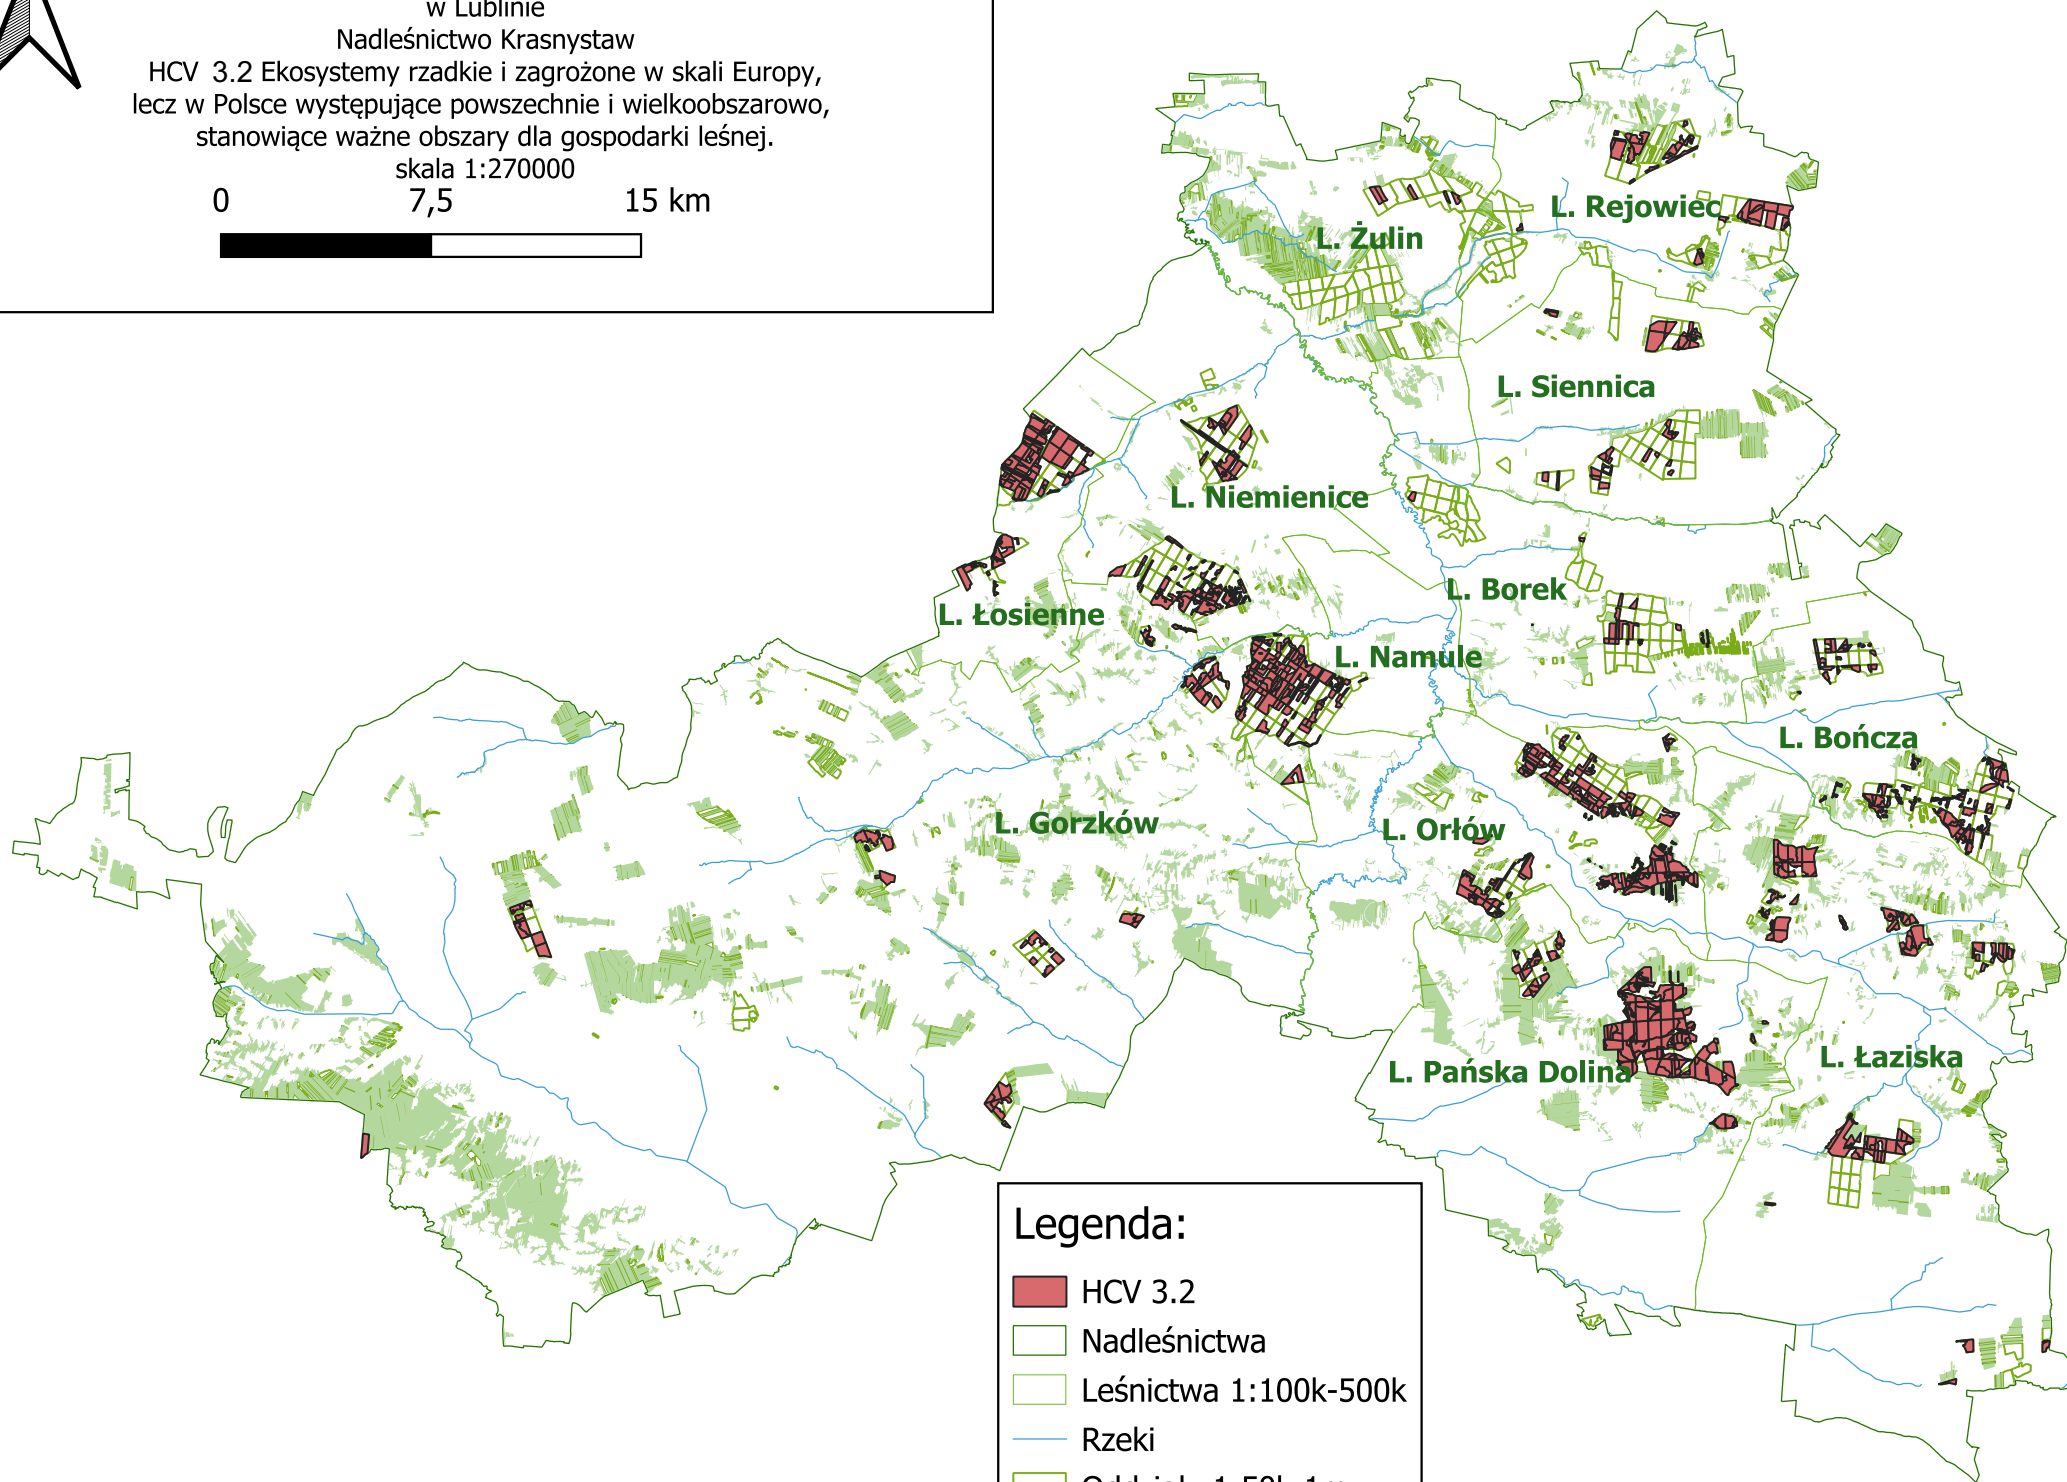 w Lublinie
Nadleśnictwo Krasnystaw
HCV 3.2 Ekosystemy rzadkie i zagrożone w skali Europy,
lecz w Polsce występujące powszechnie i wielkoobszarowo,
stanowiące ważne obszary dla gospodarki leśnej.
skala 1:270000
0 7,5 15 km
L. Rejowiec
L. Żulin
L. Siennica
L. Niemienice
L. Borek
L. Łosienne
L. Namule
L. Bończa
L. Gorzków
L. Orłów
L. Pańska Dolina
L. Łaziska
Legenda:
HCV 3.2
Nadleśnictwa
Leśnictwa 1:100k-500k
Rzeki